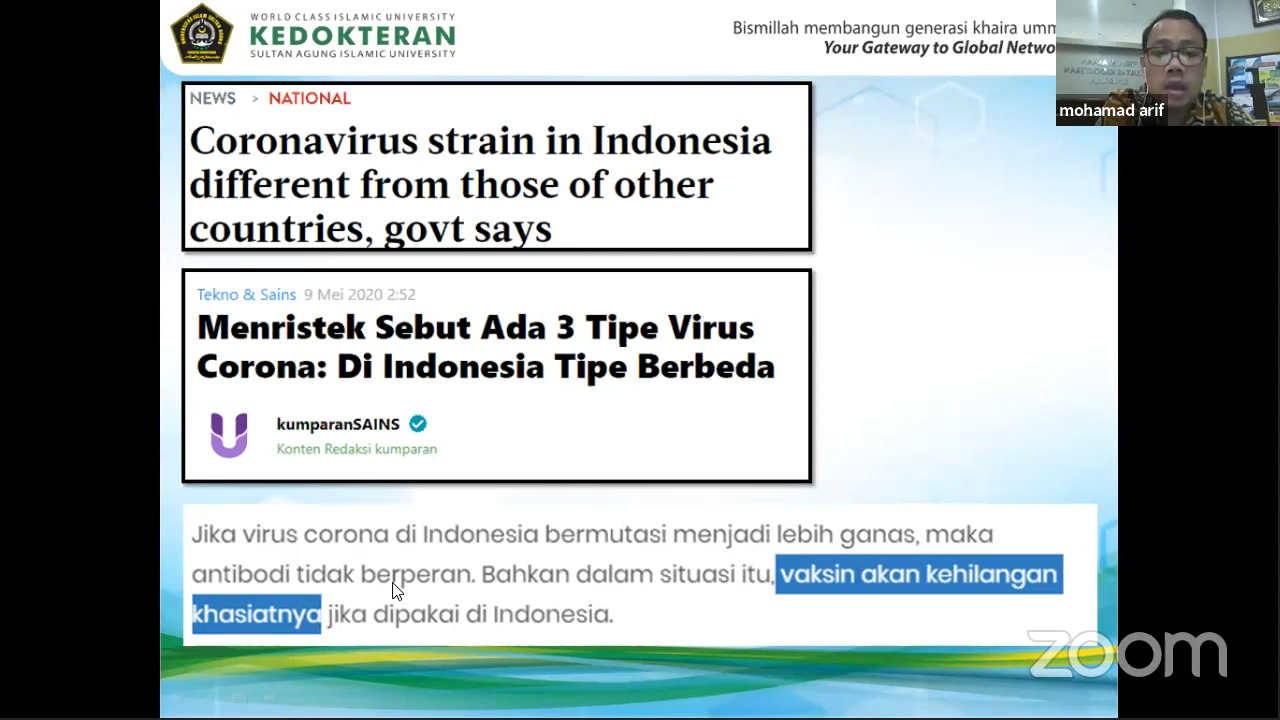 WORLD CLASS ISLAMIC UNIVERSITY
KEDOKTERAN
SULTAN AGUNG ISLAMIC UNIVERSITY
Bismillah membangun generasi khaira umm
Your Gateway to Global Netwo
mohamad arif
NEWS > NATIONAL
Coronavirus strain in Indonesia
different from those of other
countries, govt says
Tekno & Sains 9 Mei 2020 2:52
Menristek Sebut Ada 3 Tipe Virus
Corona: Di Indonesia Tipe Berbeda
kumparanSAINS
Konten Redaksi kumparan
Jika virus corona di Indonesia bermutasi menjadi lebih ganas, maka
antibodi tidak berperan. Bahkan dalam situasi itu, vaksin akan kehilangan
khasiatnya jika dipakai di Indonesia.
zoom